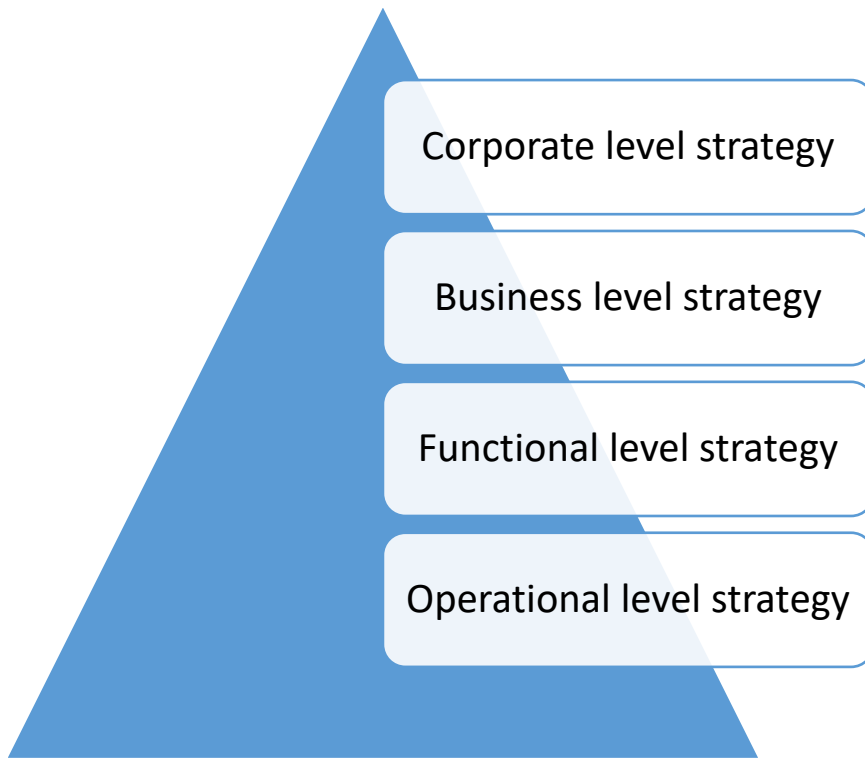 Corporate level strategy
Business level strategy
Functional level strategy
Operational level strategy